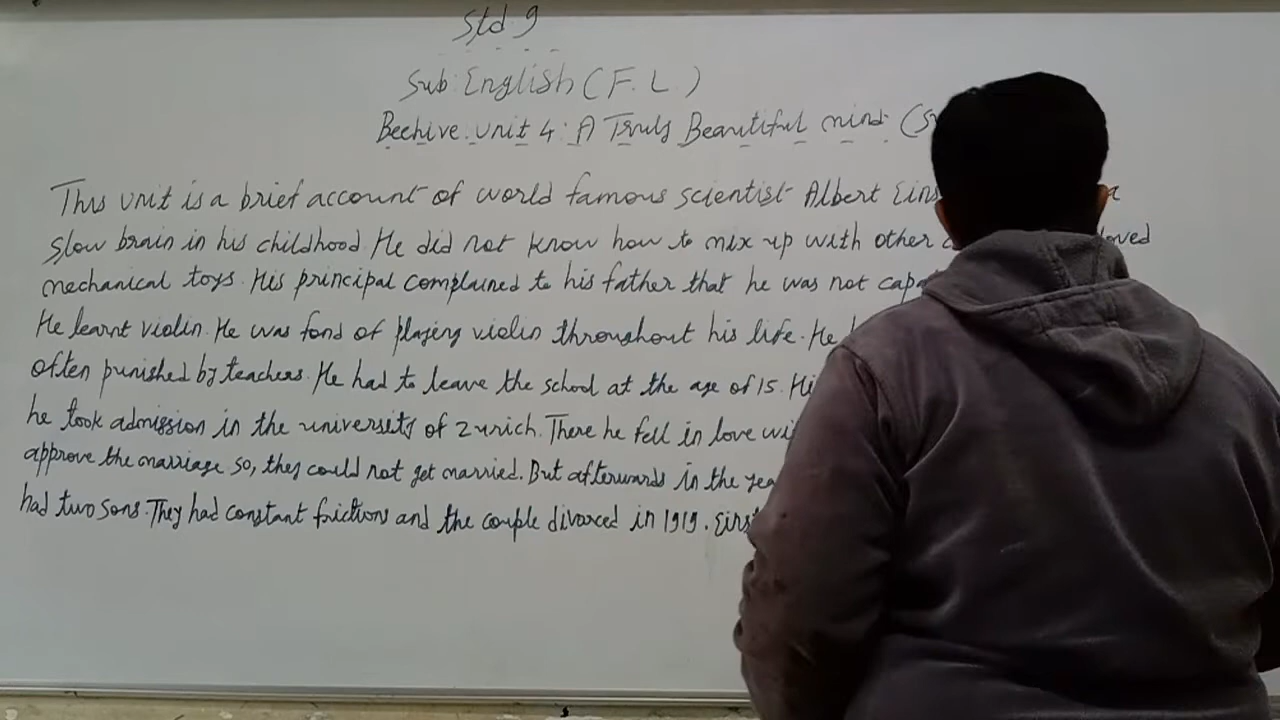 Std 9
Sub: English (F.L.)
Beehive. Unit 4: A Truly Beautiful mind (S
This unit is a brief account of world famous scientist Albert Eins a
slow brain in his childhood. He did not know how to mix up with other loved
mechanical toys. His principal complained to his father that he was not capa
He learnt violin. He was fond of playing violin throughout his life. He
often punished by teachers. He had to leave the school at the age of 15. Hi
he took admission in the university of Zurich. There he fell in love wi
approve the marriage so, they could not get married. But afterwards in the yea
had two sons. They had constant frictions and the couple divorced in 1919. Einst